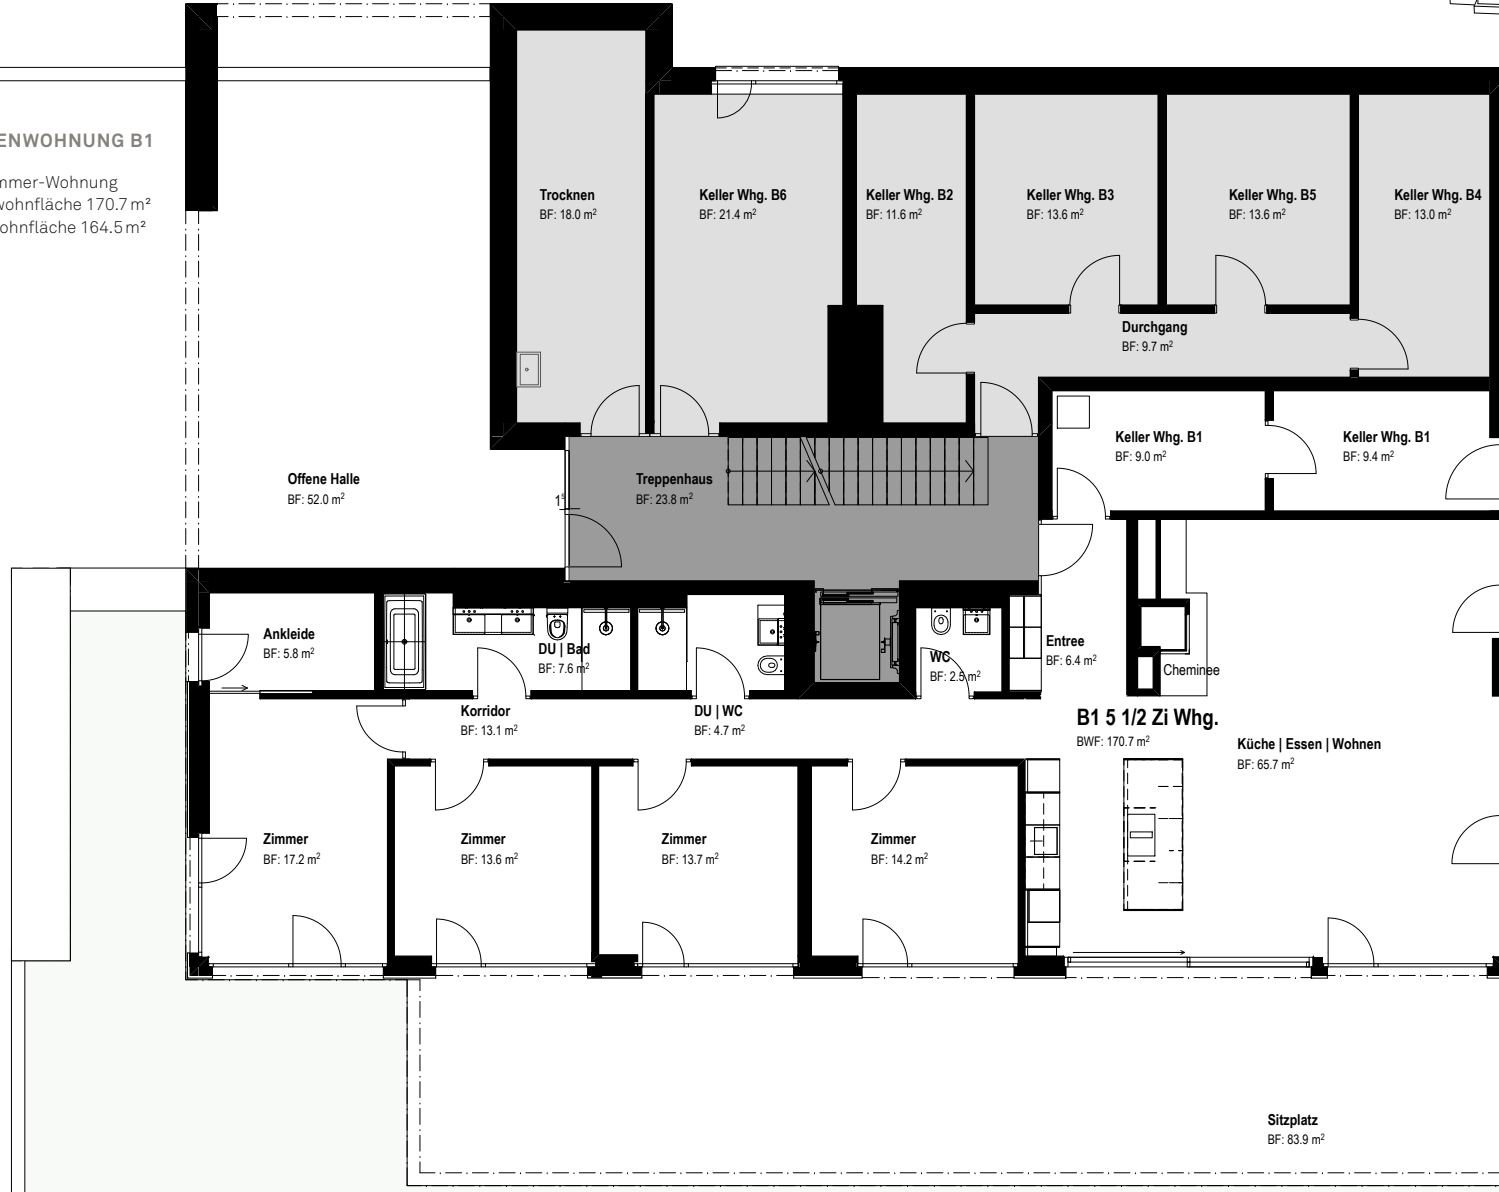 ENWOHNUNG B1
mmer-Wohnung
wohnfläche 170.7 m²
ohnfläche 164.5 m²
Trocknen
BF: 18.0 m²
Keller Whg. B6
BF: 21.4 m²
Keller Whg. B2
BF: 11.6 m²
Keller Whg. B3
BF: 13.6 m²
Keller Whg. B5
BF: 13.6 m²
Keller Whg. B4
BF: 13.0 m²
Durchgang
BF: 9.7 m²
Keller Whg. B1
BF: 9.0 m²
Keller Whg. B1
BF: 9.4 m²
Offene Halle
BF: 52.0 m²
1⁵
Treppenhaus
BF: 23.8 m²
Ankleide
BF: 5.8 m²
DU | Bad
BF: 7.6 m²
WC
BF: 2.5 m²
Entree
BF: 6.4 m²
Cheminee
Korridor
BF: 13.1 m²
DU | WC
BF: 4.7 m²
B1 5 1/2 Zi Whg.
BWF: 170.7 m²
Küche | Essen | Wohnen
BF: 65.7 m²
Zimmer
BF: 17.2 m²
Zimmer
BF: 13.6 m²
Zimmer
BF: 13.7 m²
Zimmer
BF: 14.2 m²
Sitzplatz
BF: 83.9 m²